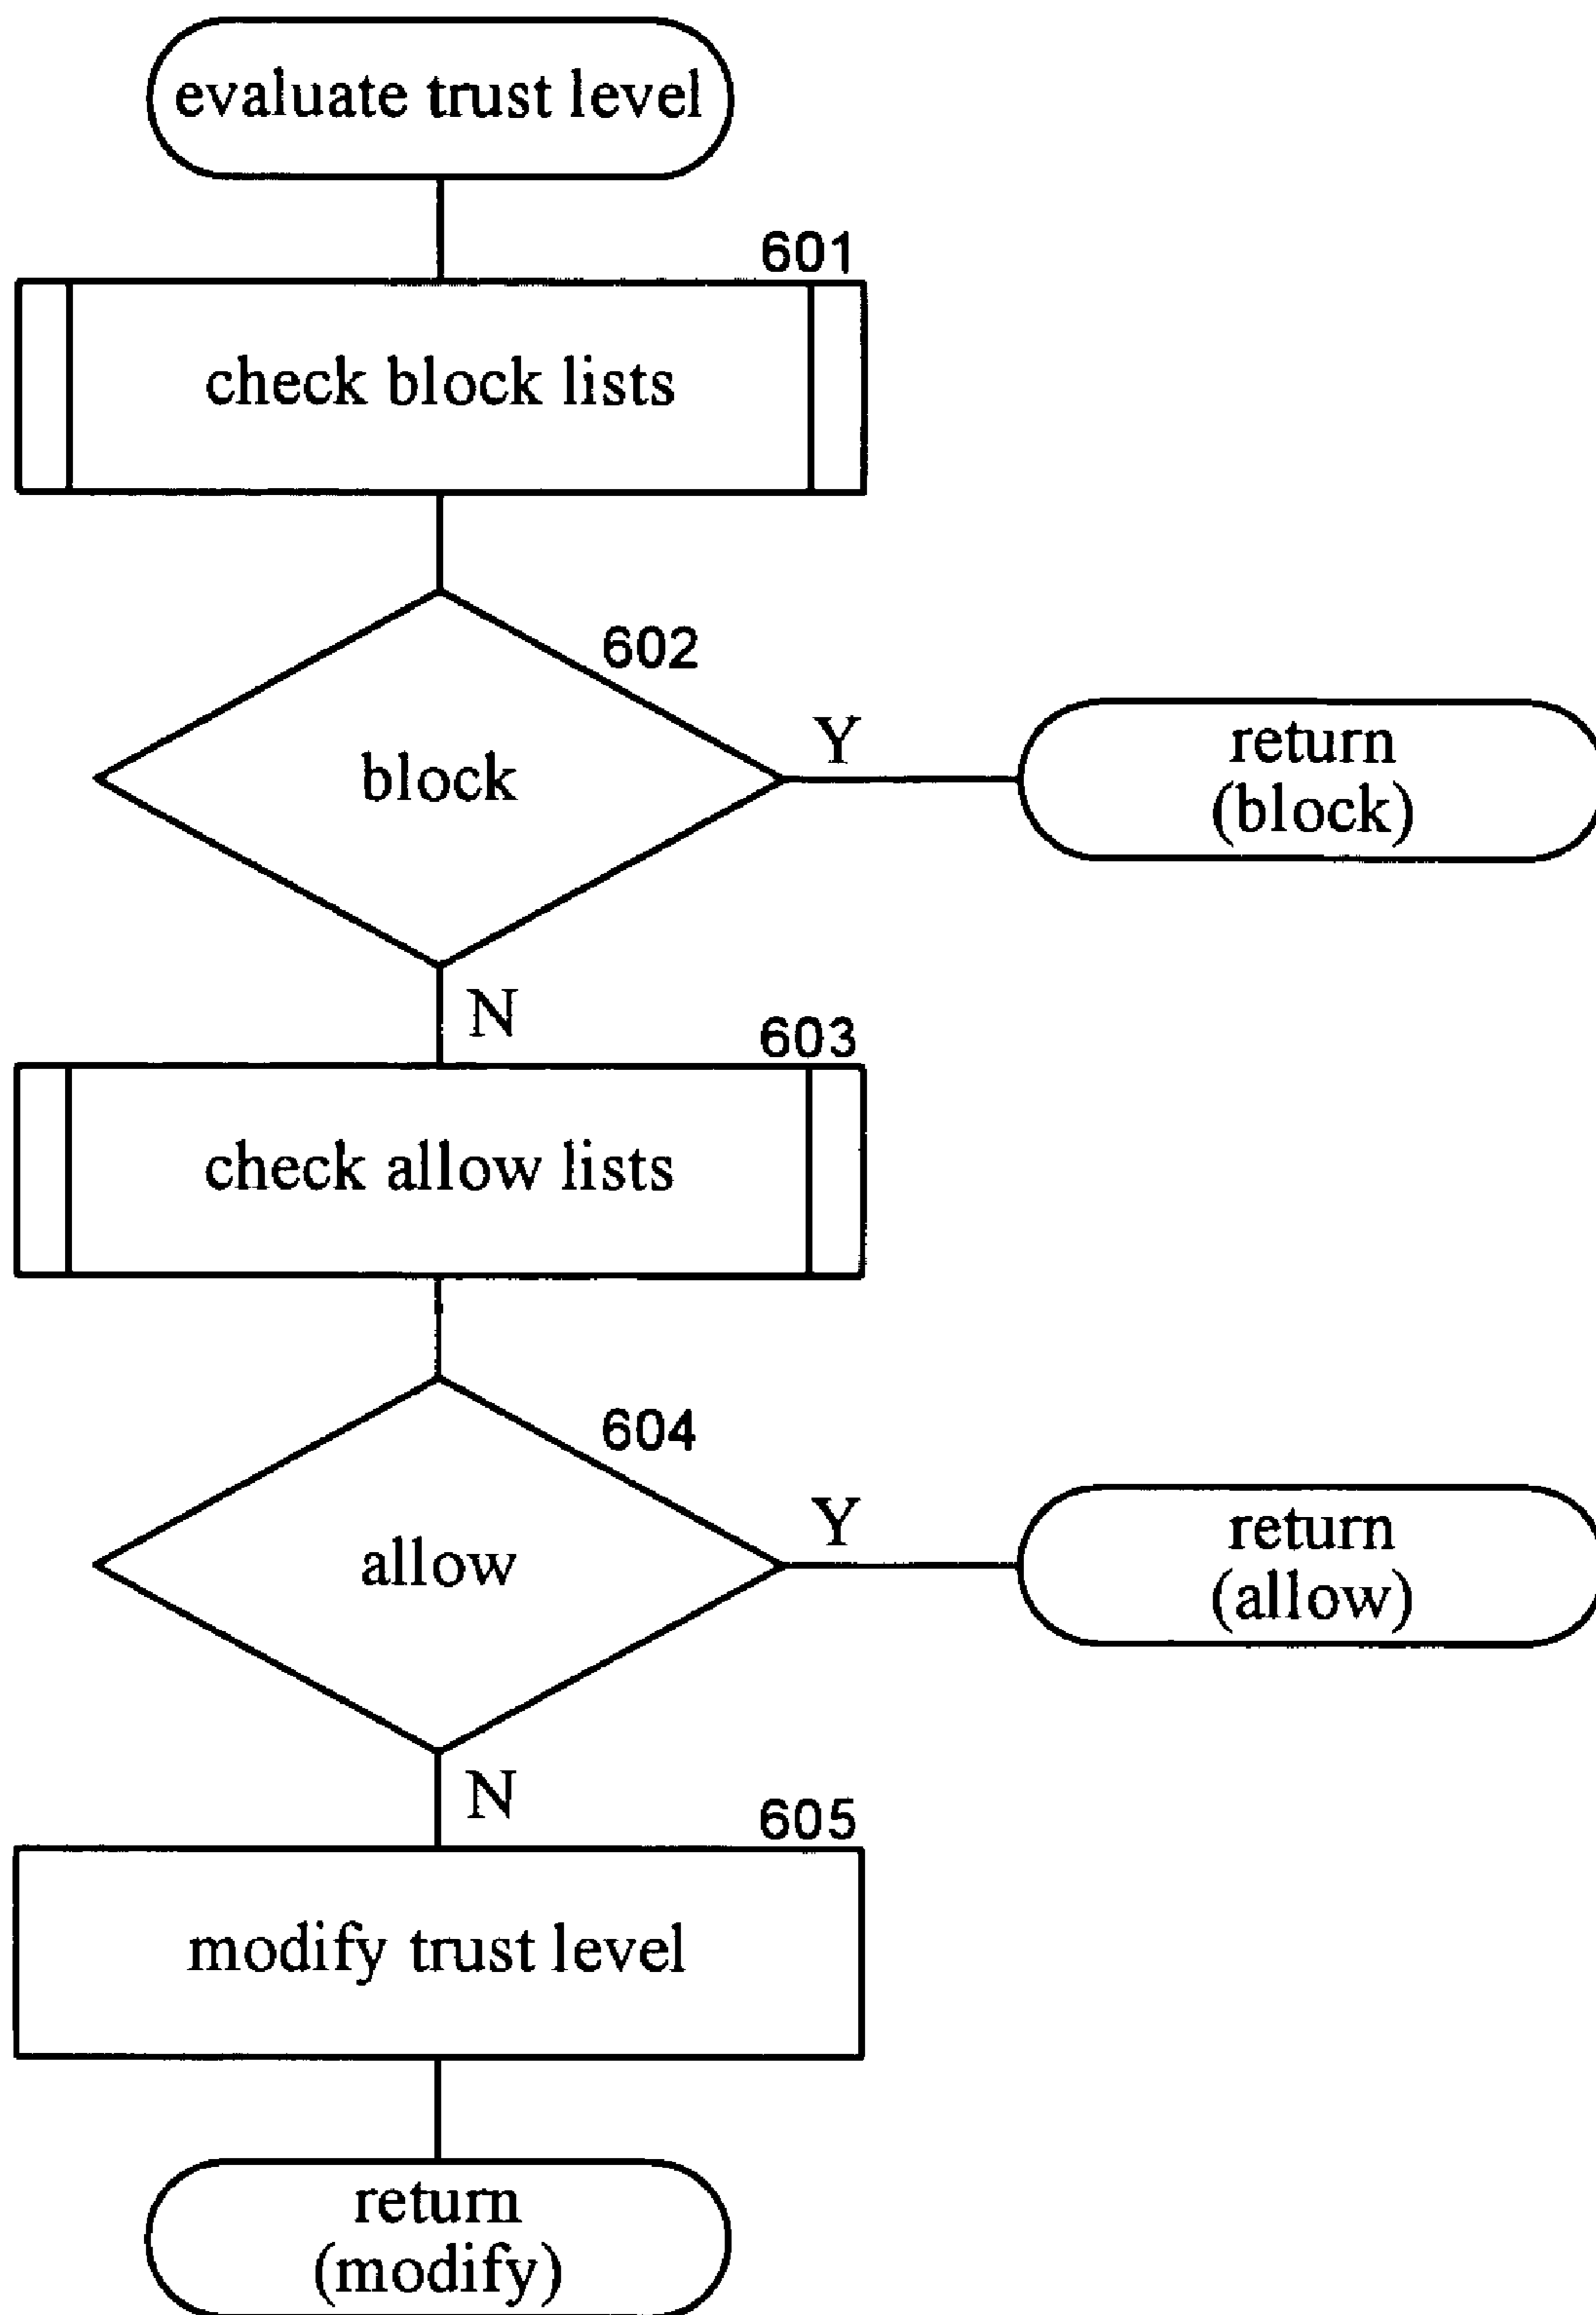 evaluate trust level
601
check block lists
602
block
Y
return
(block)
N
603
check allow lists
604
allow
Y
return
(allow)
N
605
modify trust level
return
(modify)